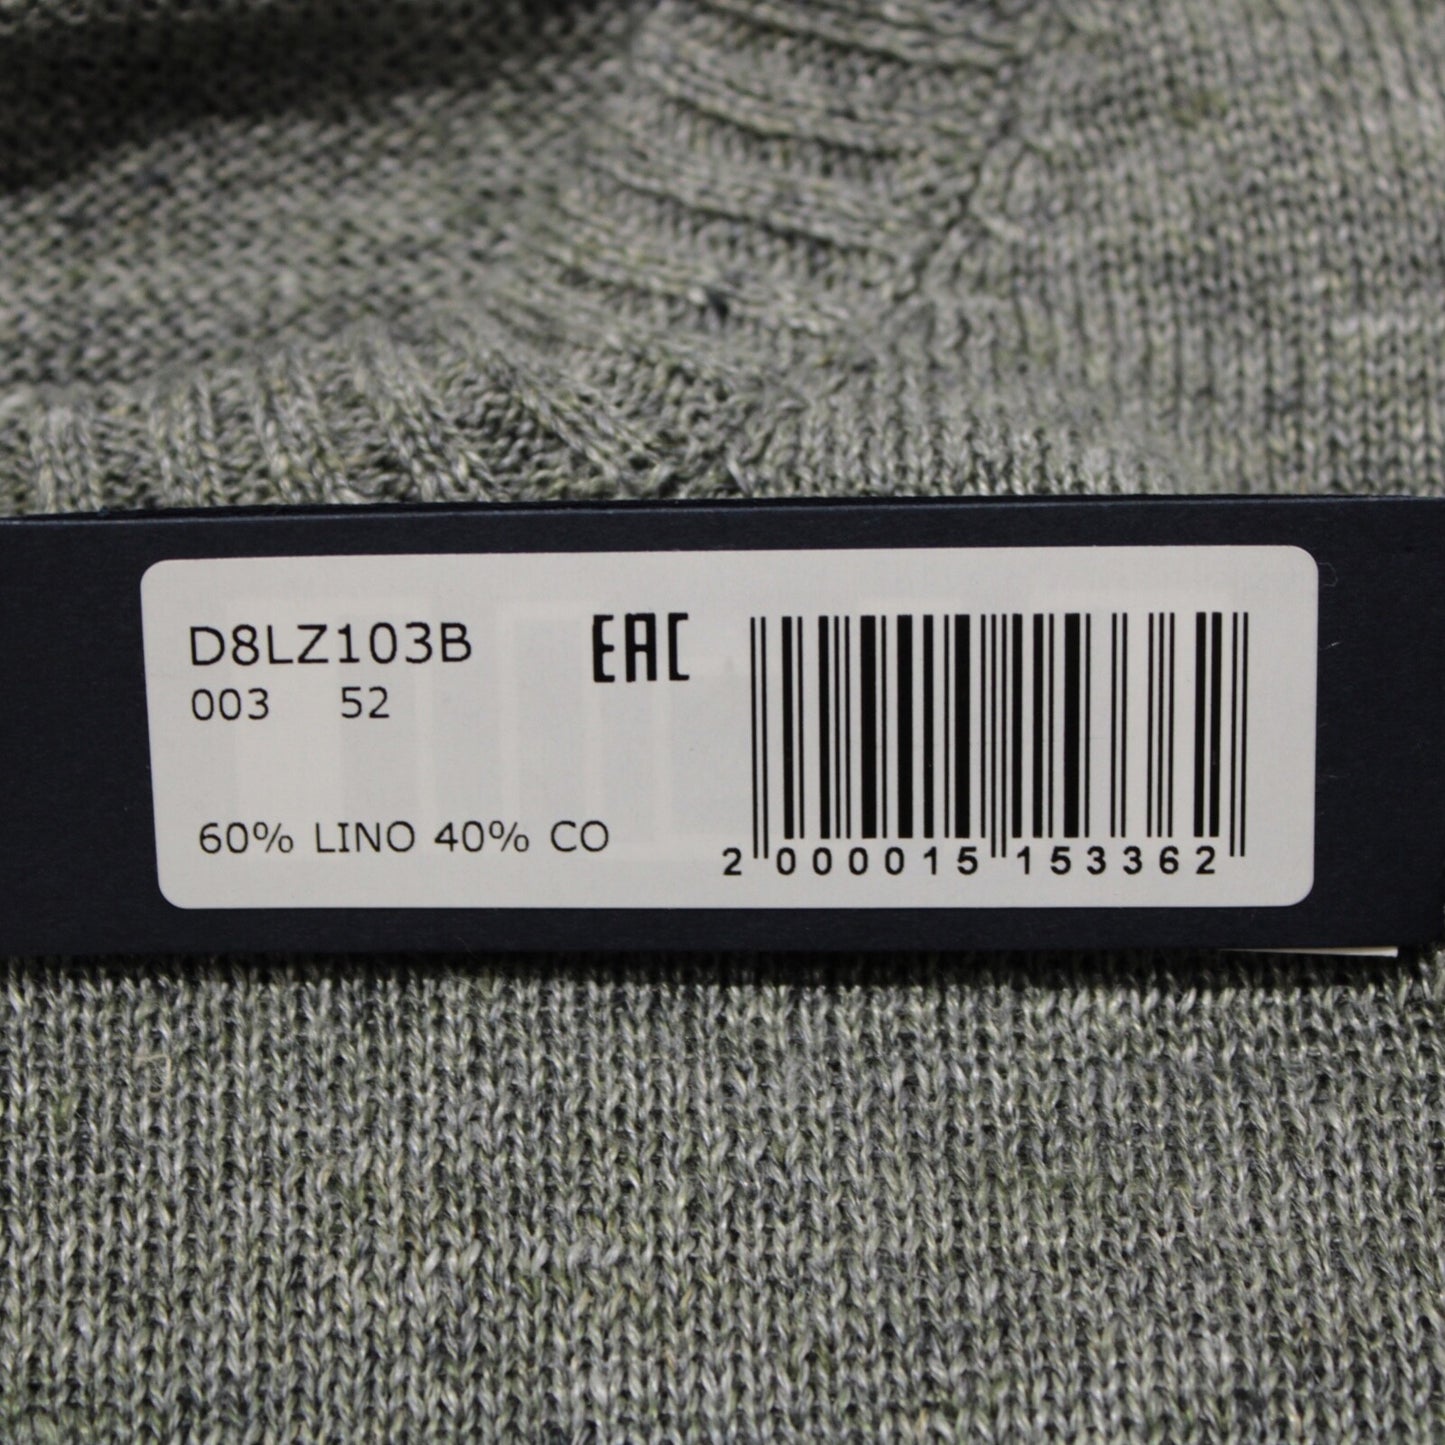 D8LZ103B
003 52
EAC
60% LINO 40% CO
2 000015 153362